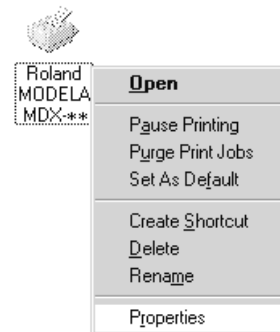 Roland
MODELA
MDX-**
Open
Pause Printing
Purge Print Jobs
Set As Default
Create Shortcut
Delete
Rename
Properties